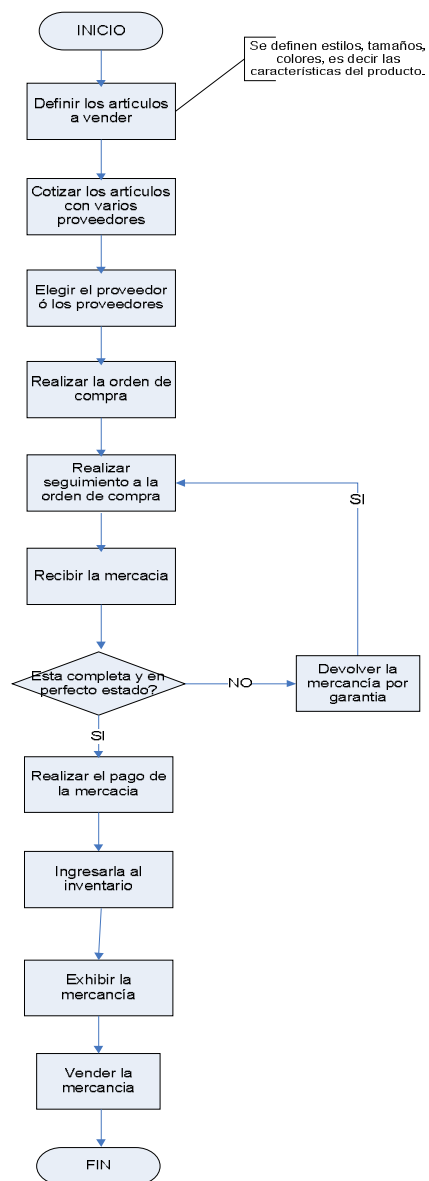 INICIO
Se definen estilos, tamaños,
colores, es decir las
características del producto.
Definir los artículos
a vender
Cotizar los artículos
con varios
proveedores
Elegir el proveedor
ó los proveedores
Realizar la orden de
compra
Realizar
seguimiento a la
orden de compra
SI
Recibir la mercacia
Esta completa y en
perfecto estado?
NO
Devolver la
mercancía por
garantia
SI
Realizar el pago de
la mercacia
Ingresarla al
inventario
Exhibir la
mercancía
Vender la
mercancia
FIN